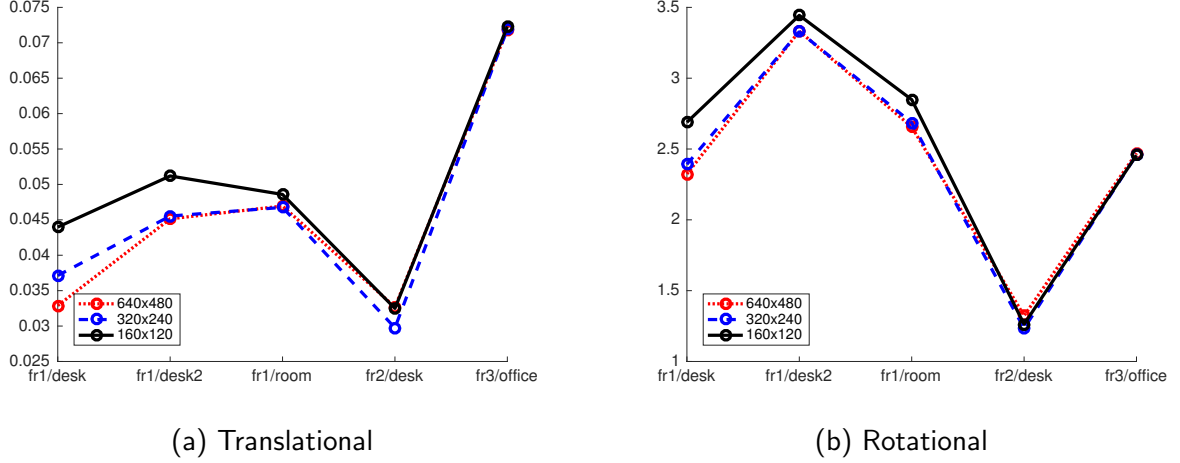 0.075
0.07
0.065
0.06
0.055
0.05
0.045
0.04
0.035
0.03
0.025
640x480
320x240
160x120
fr1/desk fr1/desk2 fr1/room fr2/desk fr3/office
(a) Translational
3.5
3
2.5
2
1.5
1
640x480
320x240
160x120
fr1/desk fr1/desk2 fr1/room fr2/desk fr3/office
(b) Rotational